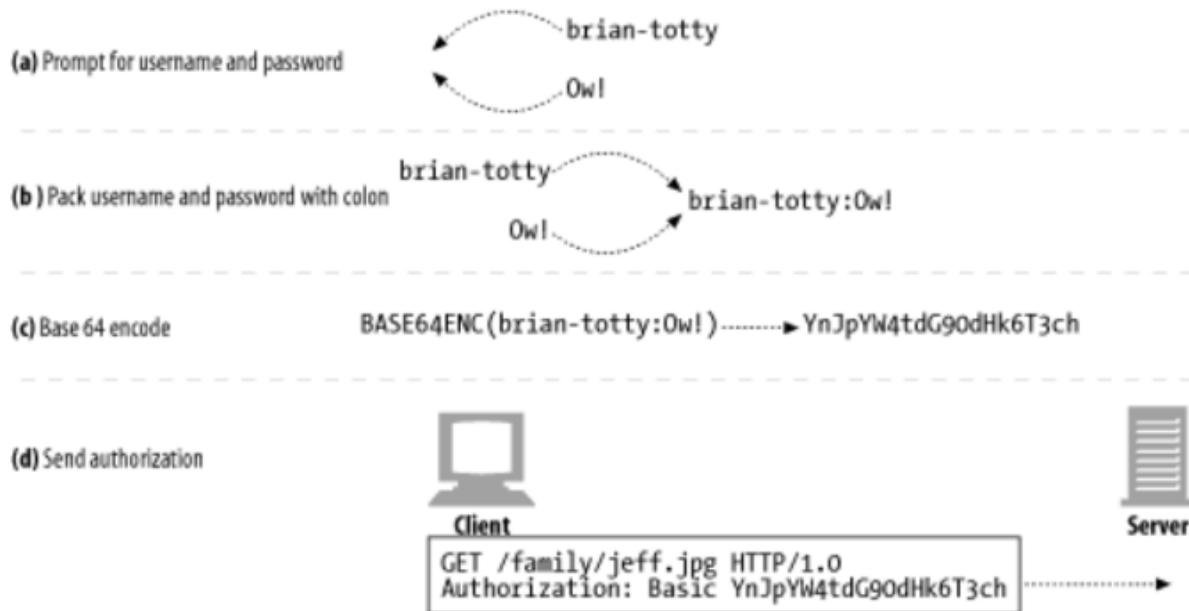 (a) Prompt for username and password
brian-totty
Ow!
(b ) Pack username and password with colon
brian-totty
Ow!
brian-totty:Ow!
(c) Base 64 encode
BASE64ENC(brian-totty:Ow!) YnJpYW4tdG90dHk6T3ch
(d) Send authorization
Client
Server
GET /family/jeff.jpg HTTP/1.0
Authorization: Basic YnJpYW4tdG90dHk6T3ch